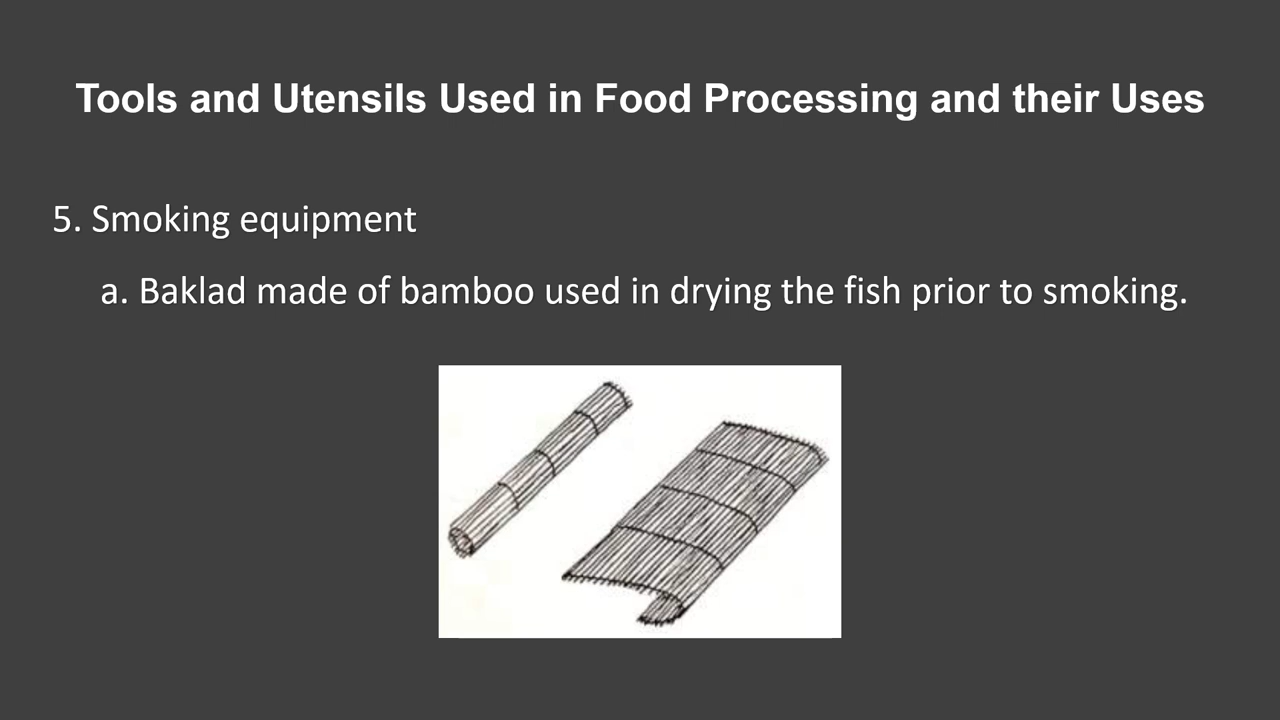 Tools and Utensils Used in Food Processing and their Uses
5. Smoking equipment
a. Baklad made of bamboo used in drying the fish prior to smoking.